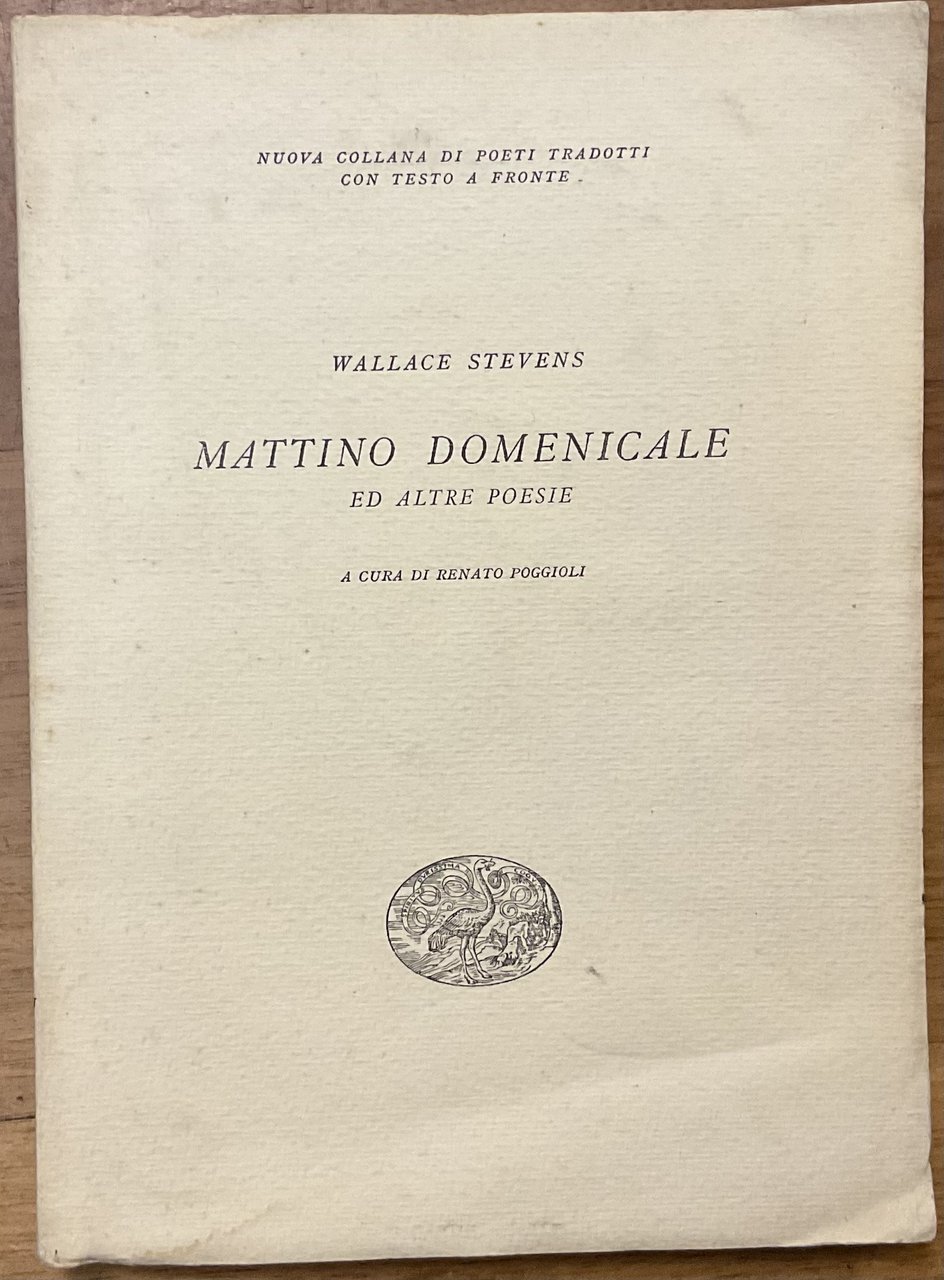 NUOVA COLLANA DI POETI TRADOTTI
CON TESTO A FRONTE
WALLACE STEVENS
MATTINO DOMENICALE
ED ALTRE POESIE
A CURA DI RENATO POGGIOLI
DVRISSIMA